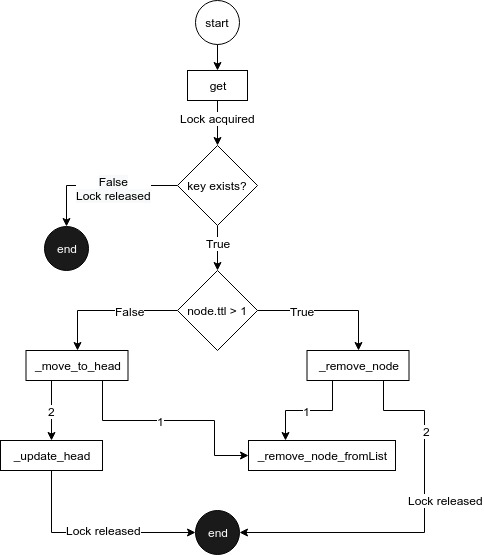 start
get
Lock acquired
key exists?
False
Lock released
end
True
node.ttl > 1
False
True
_move_to_head
_remove_node
2
1
1
2
_update_head
_remove_node_fromList
Lock released
Lock released
end